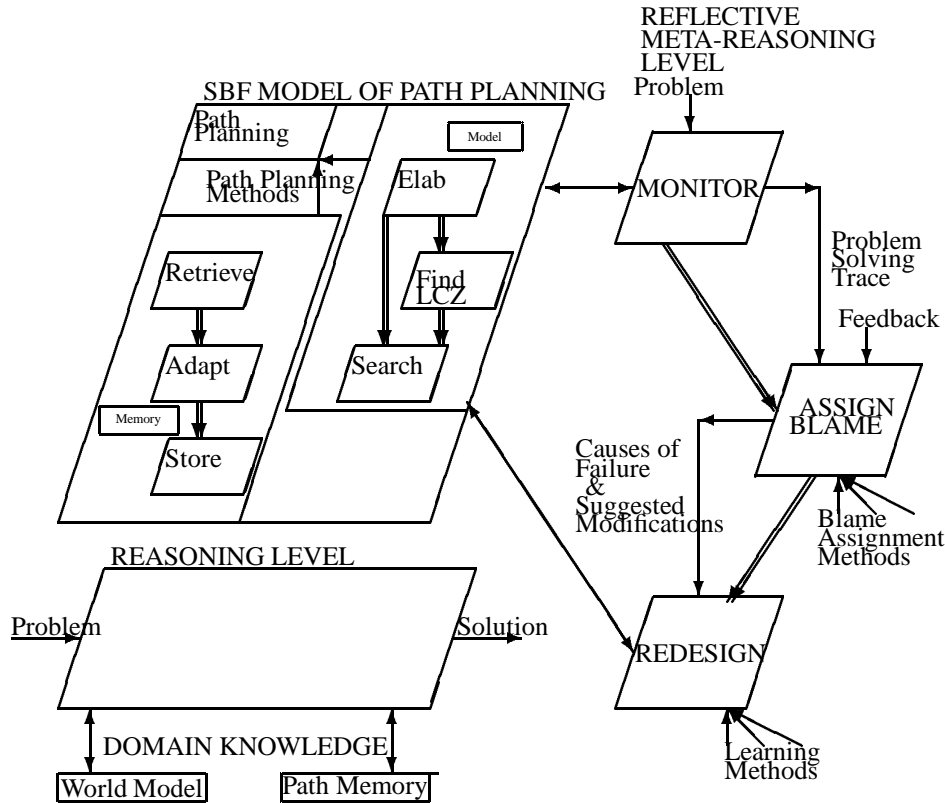 REFLECTIVE
META-REASONING
LEVEL
Problem
SBF MODEL OF PATH PLANNING
Path
Planning
Model
Path Planning
Methods
Elab
MONITOR
Retrieve
Find
LCZ
Problem
Solving
Trace
Feedback
Adapt
Search
Memory
Store
ASSIGN
BLAME
Causes of
Failure
&
Suggested
Modifications
Blame
Assignment
Methods
REASONING LEVEL
Problem
Solution
REDESIGN
DOMAIN KNOWLEDGE
World Model
Path Memory
Learning
Methods